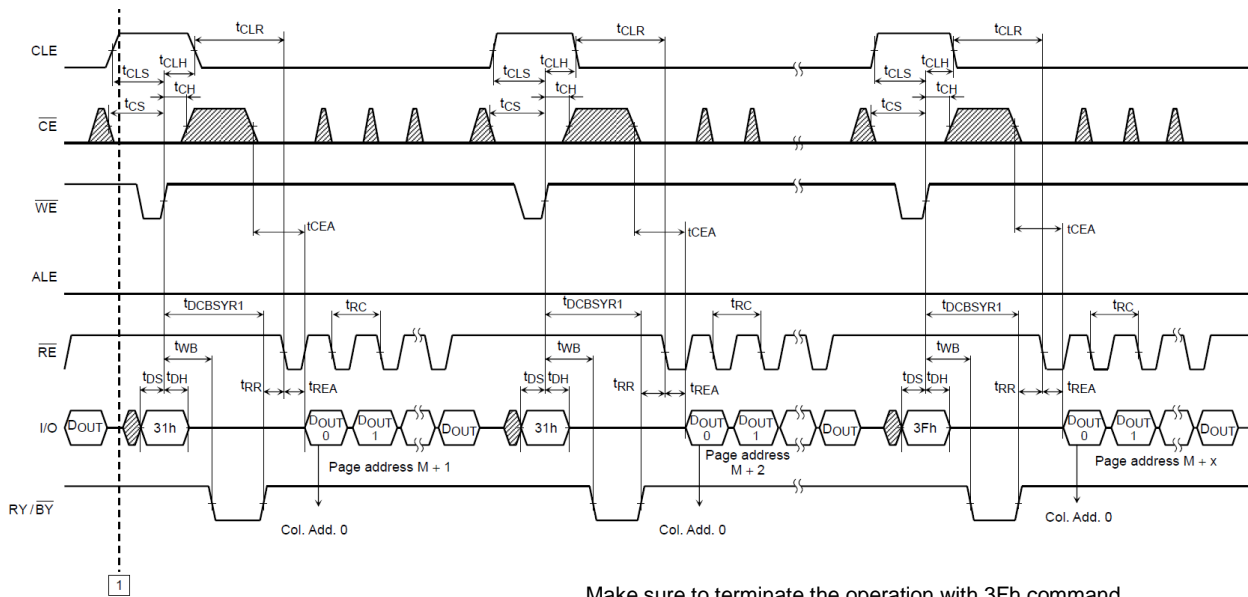 tCLR tCLR tCLR
CLE
tCLH tCLH tCLH
tCLS tCLS tCLS
tCH tCH tCH
tCS tCS tCS
CE
WE
tCEA tCEA tCEA
ALE
tDCBSYR1 tRC tDCBSYR1 tRC tDCBSYR1 tRC
RE
tWB tWB tWB
tDS tDH tRR tREA tDS tDH tRR tREA tDS tDH tRR tREA
I/O DOUT 31h DOUT 0 DOUT 1 DOUT 31h DOUT 0 DOUT 1 DOUT 3Fh DOUT 0 DOUT 1 DOUT
Page address M + 1 Page address M + 2 Page address M + x
RY/BY
Col. Add. 0 Col. Add. 0 Col. Add. 0
1
Make sure to terminate the operation with 3Fh command